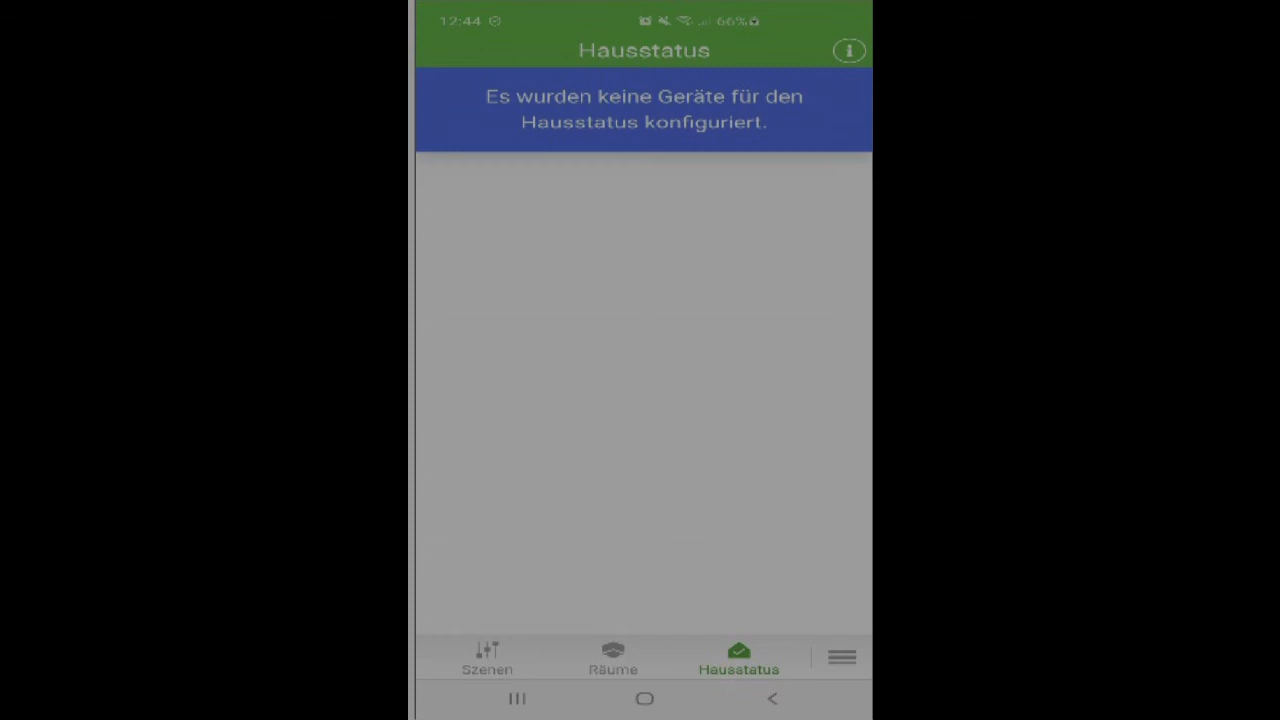 12:44
66%
Hausstatus
Es wurden keine Geräte für den
Hausstatus konfiguriert.
Szenen
Räume
Hausstatus